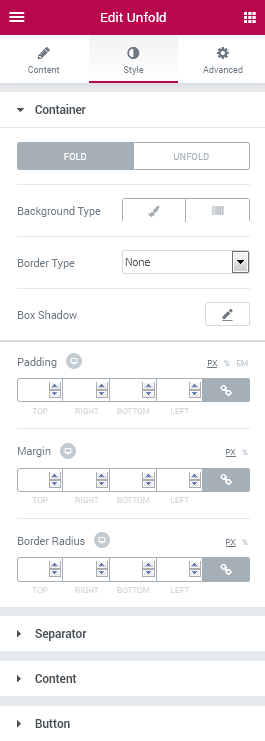 Edit Unfold
Content Style Advanced
Container
FOLD UNFOLD
Background Type
Border Type None
Box Shadow
Padding PX % EM
TOP RIGHT BOTTOM LEFT
Margin PX %
TOP RIGHT BOTTOM LEFT
Border Radius PX %
TOP RIGHT BOTTOM LEFT
Separator
Content
Button